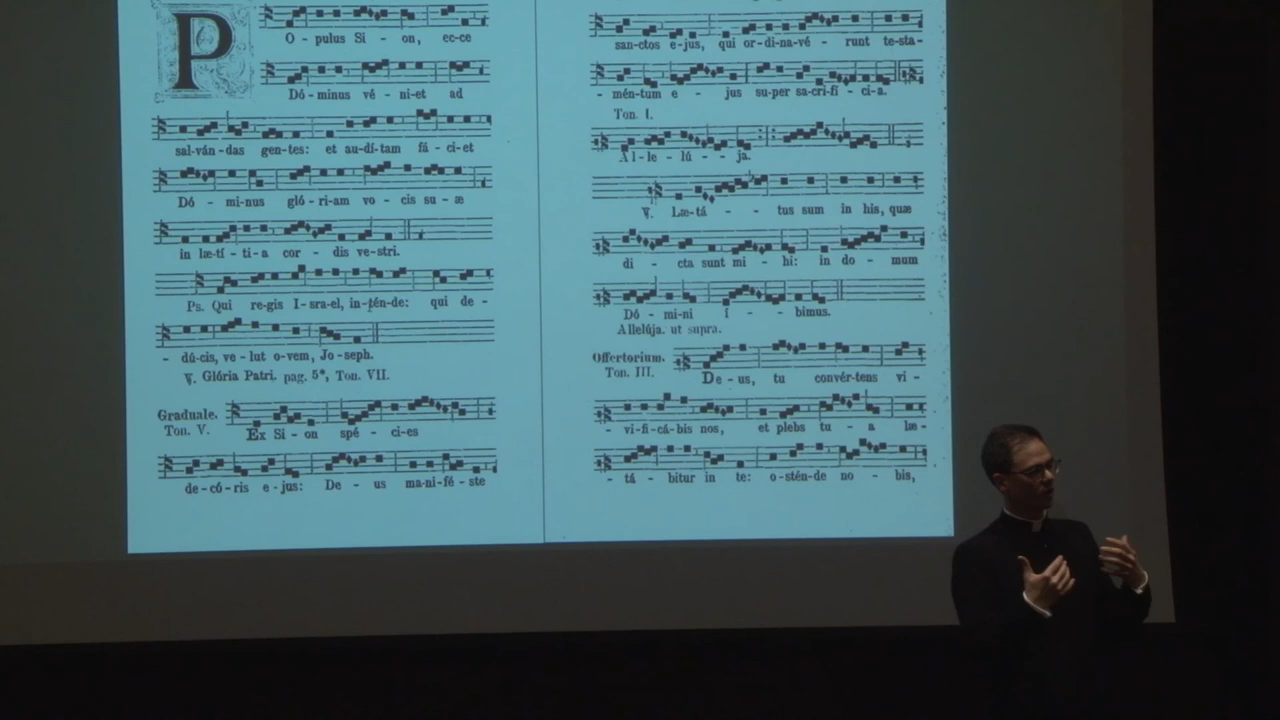 P
O - pulus Si - on, ec-ce
Dó - minus vé - ni-et ad
sal-ván-das gen-tes: et au-dí-tam fá - ci-et
Dó - mi-nus gló - ri-am vo - cis su - æ
in læ-tí - ti-a cor - dis ve-stri.
Ps. Qui re-gis I-sra-el, in-ténde: qui de -
- dú-cis, ve - lut o-vem, Jo-seph.
℣. Glória Patri. pag. 5*, Ton. VII.
Graduale.
Ton. V.
Ex Si - on spé - ci-es
de-có-ris e-jus: De - us ma-ni-fé-ste
san-ctos e-jus, qui or-di-na-vé - runt te-sta-
- mén-tum e - jus su-per sa-cri-fí - ci-a.
Ton. I.
Al-le - lú - - ja.
℣. Læ-tá - - tus sum in his, quæ
di - cta sunt mi - hi: in do - mum
Dó - mi-ni í - - bimus.
Allelúja. ut supra.
Offertorium.
Ton. III.
De-us, tu convér-tens vi -
- vi-fi-cá-bis nos, et plebs tu - a læ-
- tá - bitur in te: o-stén-de no - bis,